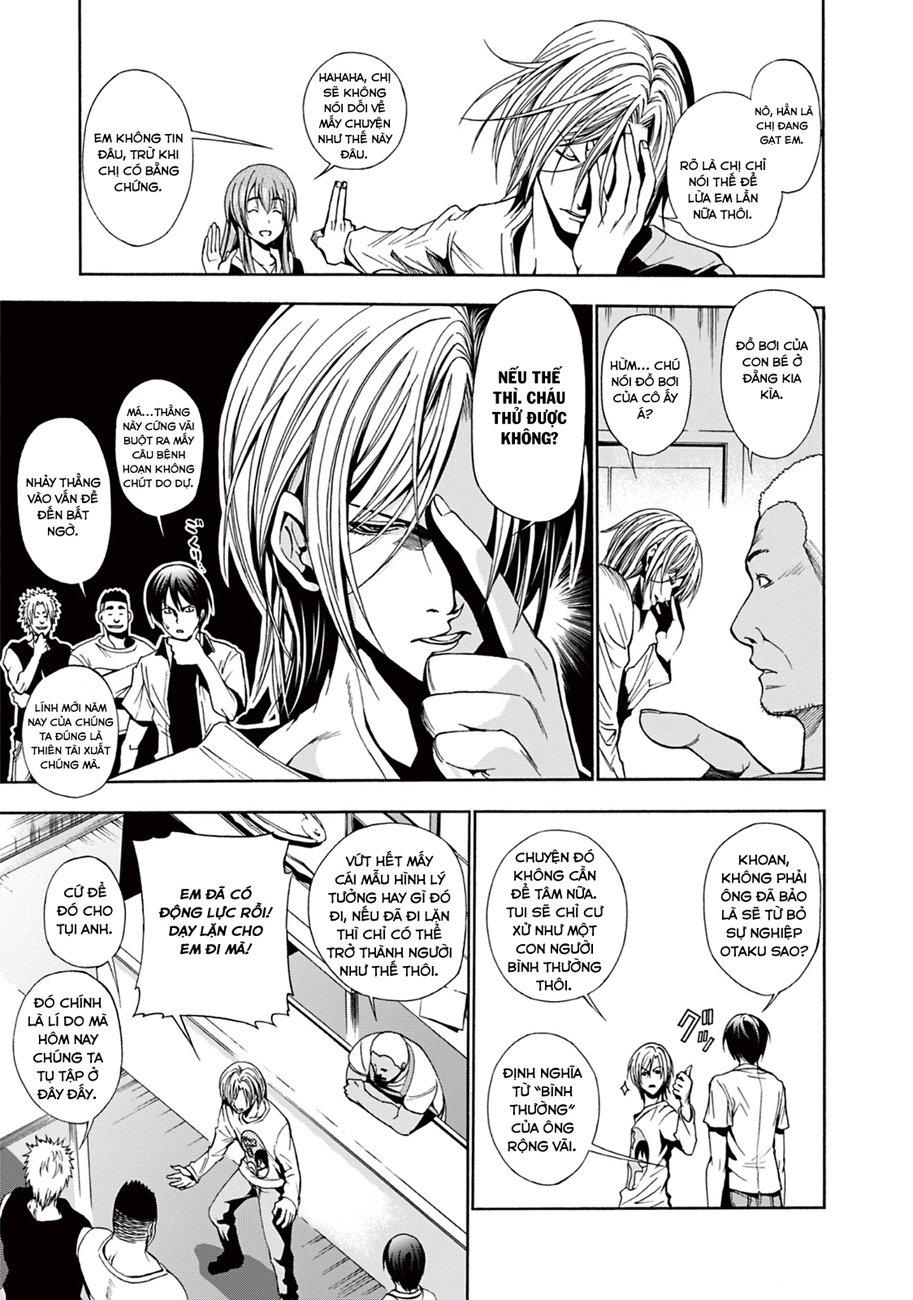 NÔ, HẲN LÀ
CHỊ ĐANG
GẠT EM.
RÕ LÀ CHỊ CHỈ
NÓI THẾ ĐỂ
LỪA EM LẦN
NỮA THÔI.
HAHAHA, CHỊ
SẼ KHÔNG
NÓI DỐI VỀ
MẤY CHUYỆN
NHƯ THẾ NÀY
ĐÂU.
EM KHÔNG TIN
ĐÂU, TRỪ KHI
CHỊ CÓ BẰNG
CHỨNG.
ĐỒ BƠI CỦA
CON BÉ Ở
ĐẰNG KIA
KÌA.
HỪM... CHÚ
NÓI ĐỒ BƠI
CỦA CÔ ẤY
Á?
NẾU THẾ
THÌ. CHÁU
THỬ ĐƯỢC
KHÔNG?
MÁ...THẰNG
NÀY CỨNG VÃI
BUỘT RA MẤY
CÂU BỆNH
HOẠN KHÔNG
CHÚT DO DỰ.
NHẢY THẲNG
VÀO VẤN ĐỀ
ĐẾN BẤT
NGỜ.
LÍNH MỚI NĂM
NAY CỦA CHÚNG
TA ĐÚNG LÀ
THIÊN TÀI XUẤT
CHÚNG MÀ.
KHOAN,
KHÔNG PHẢI
ÔNG ĐÃ BẢO
LÀ SẼ TỪ BỎ
SỰ NGHIỆP
OTAKU SAO?
CHUYỆN ĐÓ
KHÔNG CẦN
ĐỂ TÂM NỮA.
TUI SẼ CHỈ CƯ
XỬ NHƯ MỘT
CON NGƯỜI
BÌNH THƯỜNG
THÔI.
グッ
ĐỊNH NGHĨA
TỪ “BÌNH
THƯỜNG”
CỦA ÔNG
RỘNG VÃI.
VỨT HẾT MẤY
CÁI MẪU HÌNH LÝ
TƯỞNG HAY GÌ ĐÓ
ĐI, NẾU ĐÃ ĐI LẶN
THÌ CHỈ CÓ THỂ
TRỞ THÀNH NGƯỜI
NHƯ THẾ THÔI.
EM ĐÃ CÓ
ĐỘNG LỰC RỒI!
DẠY LẶN CHO
EM ĐI MÀ!
CỨ ĐỂ
ĐÓ CHO
TỤI ANH.
ĐÓ CHÍNH
LÀ LÍ DO MÀ
HÔM NAY
CHÚNG TA
TỤ TẬP Ở
ĐÂY ĐẤY.